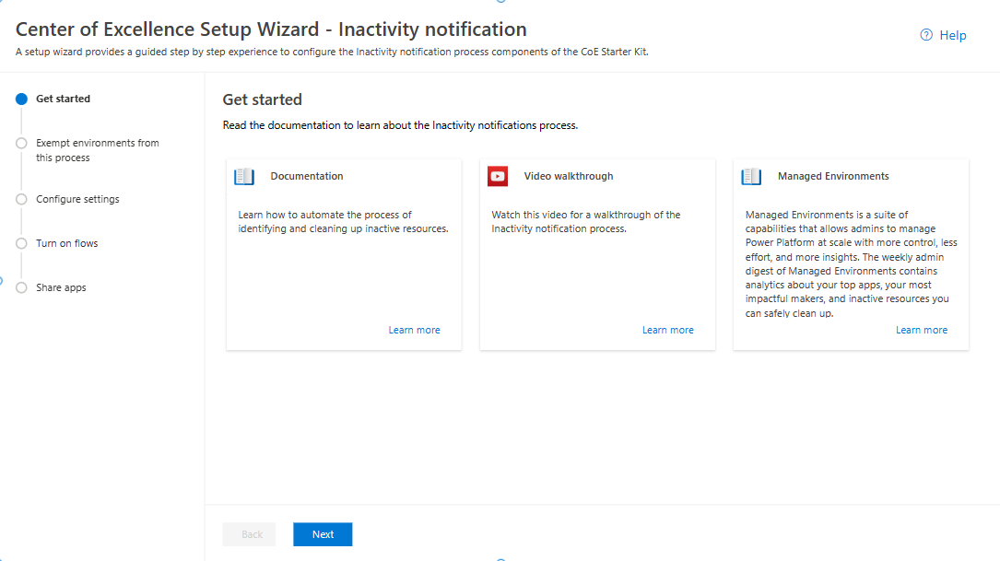 Center of Excellence Setup Wizard - Inactivity notification
A setup wizard provides a guided step by step experience to configure the Inactivity notification process components of the CoE Starter Kit.
Help
Get started
Exempt environments from
this process
Configure settings
Turn on flows
Share apps
Get started
Read the documentation to learn about the Inactivity notifications process.
Documentation
Learn how to automate the process of
identifying and cleaning up inactive resources.
Learn more
Video walkthrough
Watch this video for a walkthrough of the
Inactivity notification process.
Learn more
Managed Environments
Managed Environments is a suite of
capabilities that allows admins to manage
Power Platform at scale with more control, less
effort, and more insights. The weekly admin
digest of Managed Environments contains
analytics about your top apps, your most
impactful makers, and inactive resources you
can safely clean up.
Learn more
Back
Next